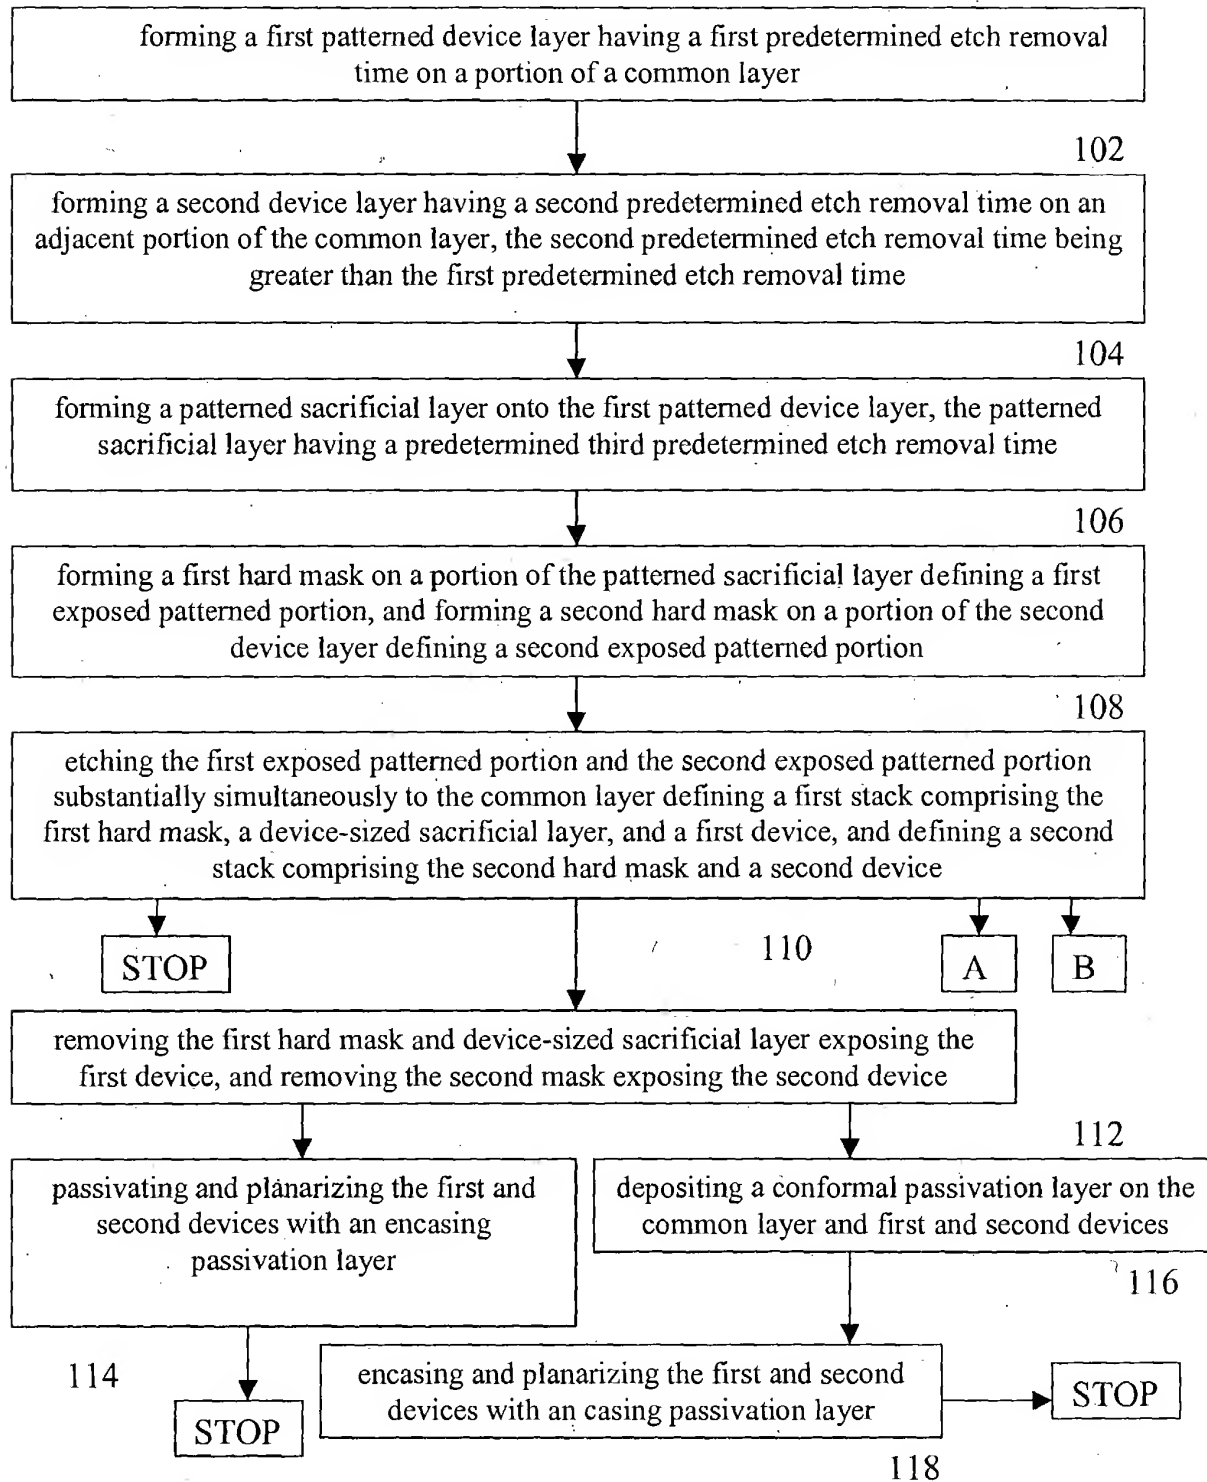 forming a first patterned device layer having a first predetermined etch removal
time on a portion of a common layer
102
forming a second device layer having a second predetermined etch removal time on an
adjacent portion of the common layer, the second predetermined etch removal time being
greater than the first predetermined etch removal time
104
forming a patterned sacrificial layer onto the first patterned device layer, the patterned
sacrificial layer having a predetermined third predetermined etch removal time
106
forming a first hard mask on a portion of the patterned sacrificial layer defining a first
exposed patterned portion, and forming a second hard mask on a portion of the second
device layer defining a second exposed patterned portion
108
etching the first exposed patterned portion and the second exposed patterned portion
substantially simultaneously to the common layer defining a first stack comprising the
first hard mask, a device-sized sacrificial layer, and a first device, and defining a second
stack comprising the second hard mask and a second device
STOP
110
A
B
removing the first hard mask and device-sized sacrificial layer exposing the
first device, and removing the second mask exposing the second device
112
passivating and planarizing the first and
second devices with an encasing
passivation layer
depositing a conformal passivation layer on the
common layer and first and second devices
116
114
STOP
encasing and planarizing the first and second
devices with an casing passivation layer
STOP
118